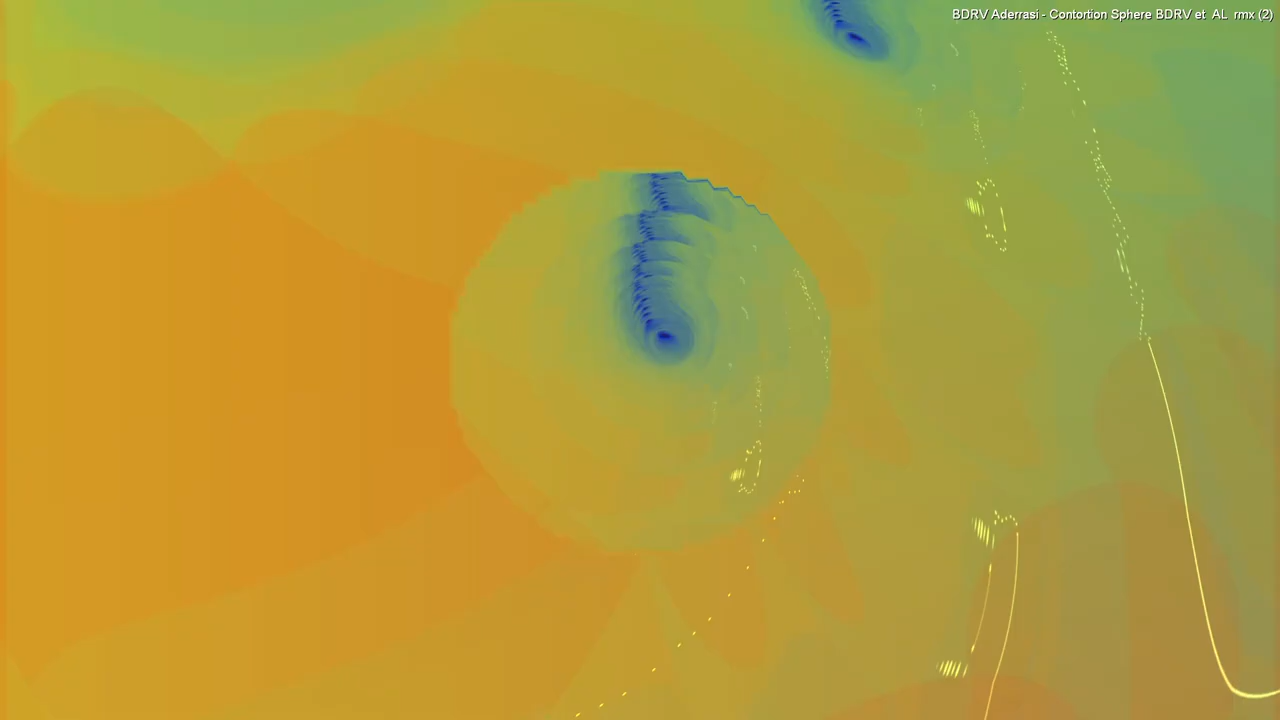 BDRV Aderrasi - Contortion Sphere BDRV et  AL  rmx (2)